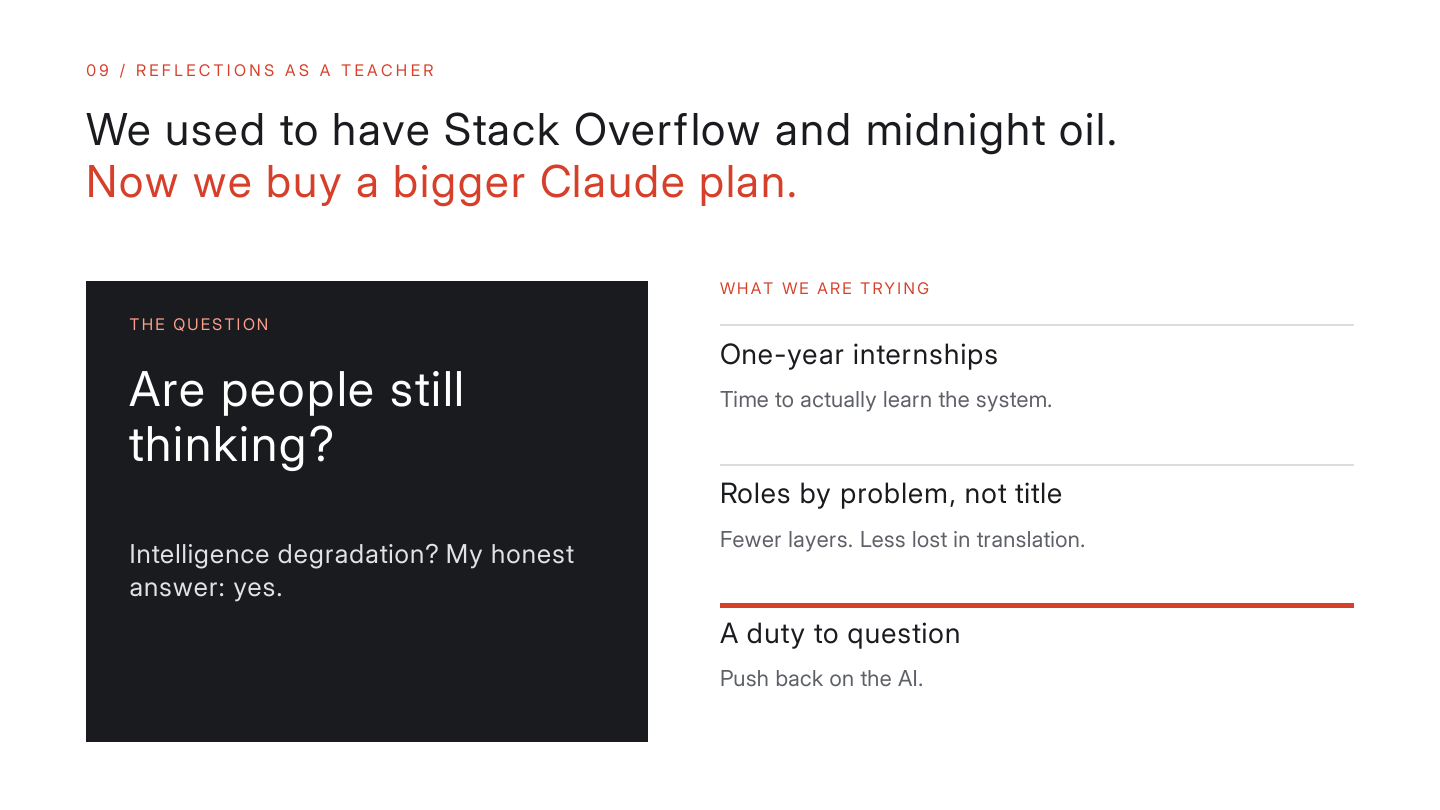 09 / REFLECTIONS AS A TEACHER
We used to have Stack Overflow and midnight oil.
Now we buy a bigger Claude plan.
THE QUESTION
Are people still
thinking?
Intelligence degradation? My honest
answer: yes.
WHAT WE ARE TRYING
One-year internships
Time to actually learn the system.
Roles by problem, not title
Fewer layers. Less lost in translation.
A duty to question
Push back on the AI.